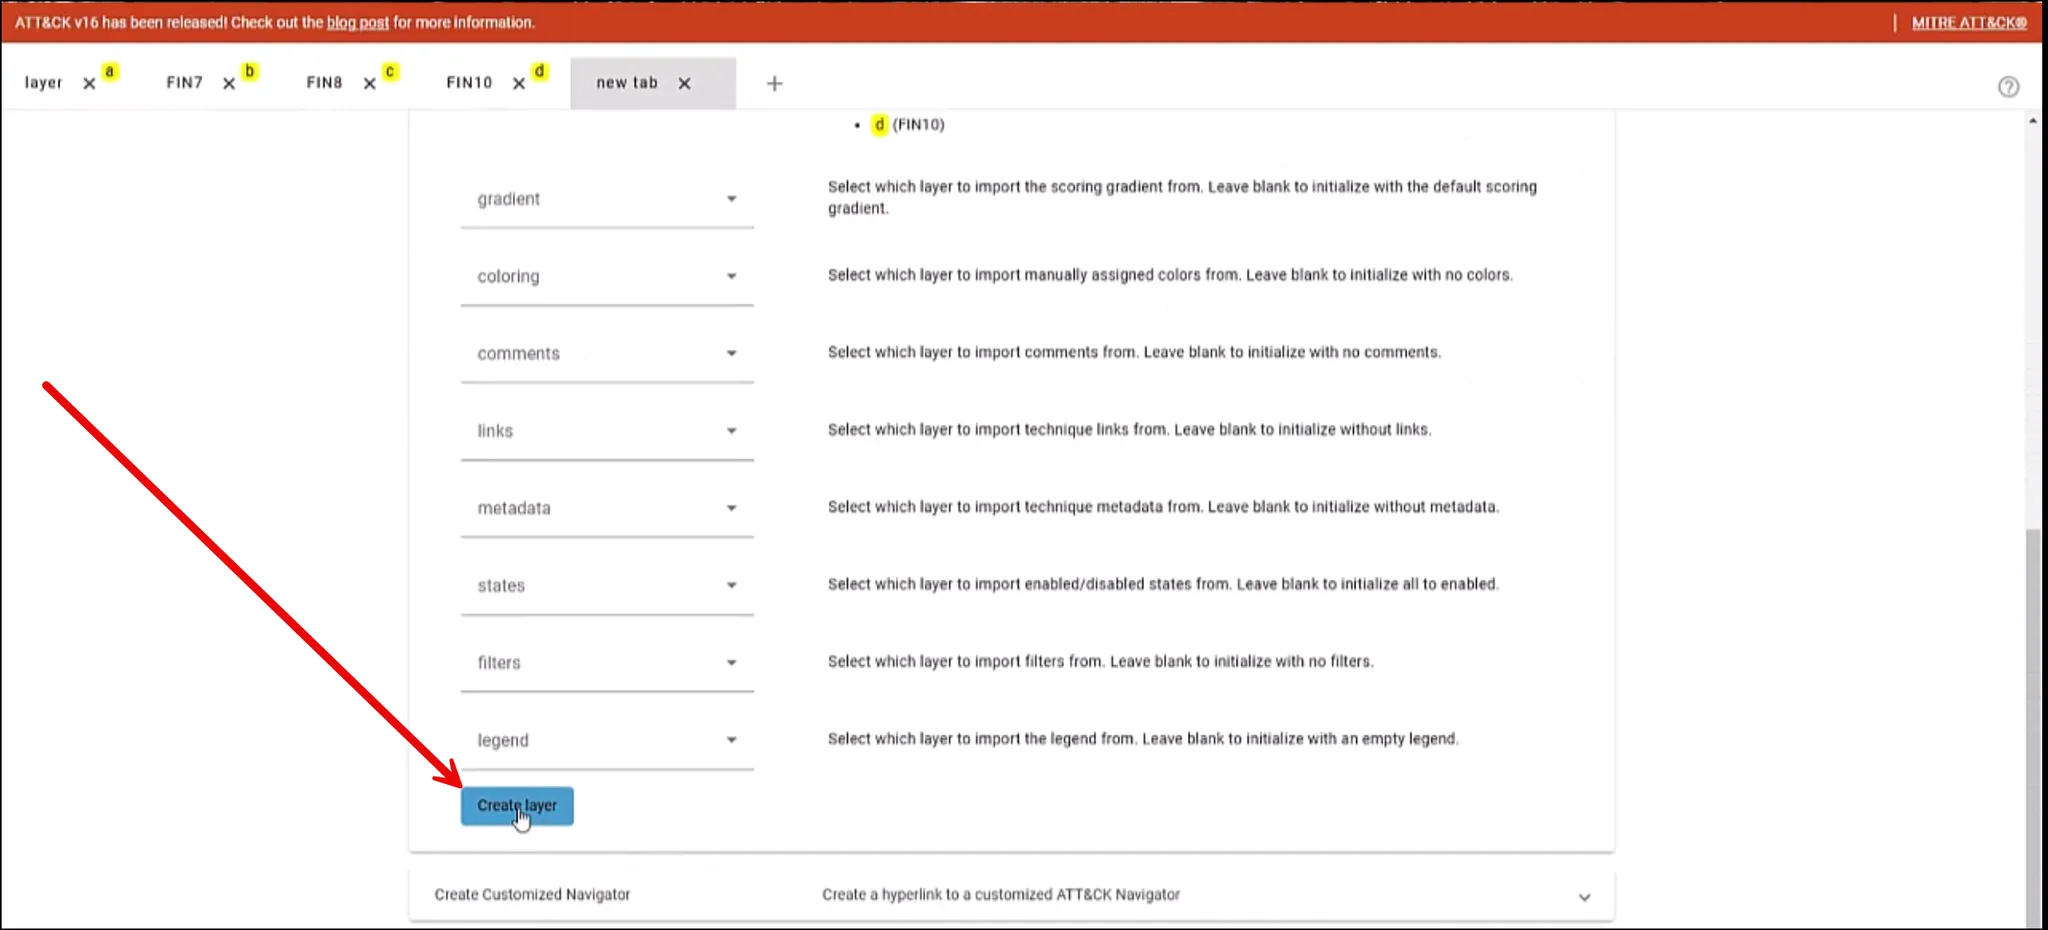 ATT&CK v16 has been released! Check out the blog post for more information.
| MITRE ATT&CK®
layer × a FIN7 × b FIN8 × c FIN10 × d new tab × +
• d (FIN10)
gradient
Select which layer to import the scoring gradient from. Leave blank to initialize with the default scoring
gradient.
coloring
Select which layer to import manually assigned colors from. Leave blank to initialize with no colors.
comments
Select which layer to import comments from. Leave blank to initialize with no comments.
links
Select which layer to import technique links from. Leave blank to initialize without links.
metadata
Select which layer to import technique metadata from. Leave blank to initialize without metadata.
states
Select which layer to import enabled/disabled states from. Leave blank to initialize all to enabled.
filters
Select which layer to import filters from. Leave blank to initialize with no filters.
legend
Select which layer to import the legend from. Leave blank to initialize with an empty legend.
Create layer
Create Customized Navigator
Create a hyperlink to a customized ATT&CK Navigator